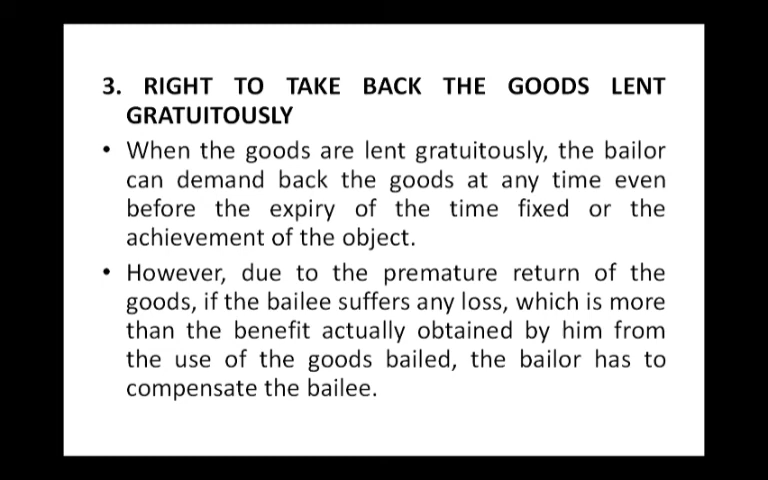 3. RIGHT TO TAKE BACK THE GOODS LENT
GRATUITOUSLY
• When the goods are lent gratuitously, the bailor
can demand back the goods at any time even
before the expiry of the time fixed or the
achievement of the object.
• However, due to the premature return of the
goods, if the bailee suffers any loss, which is more
than the benefit actually obtained by him from
the use of the goods bailed, the bailor has to
compensate the bailee.